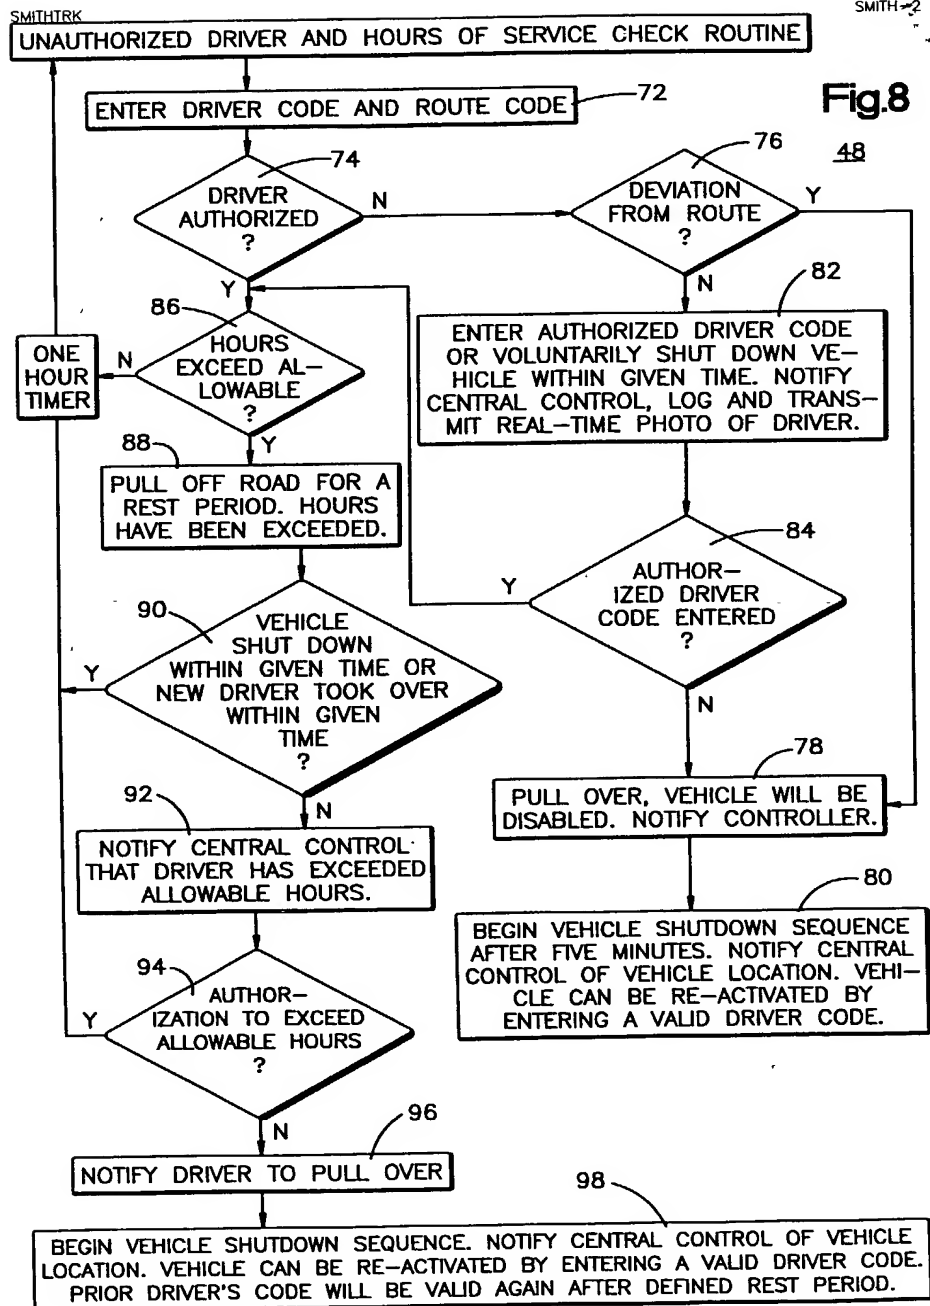 SMITHTRK
SMITH-2
UNAUTHORIZED DRIVER AND HOURS OF SERVICE CHECK ROUTINE
Fig.8
48
ENTER DRIVER CODE AND ROUTE CODE
72
74
DRIVER
AUTHORIZED
?
N
Y
76
DEVIATION
FROM ROUTE
?
Y
N
82
ENTER AUTHORIZED DRIVER CODE
OR VOLUNTARILY SHUT DOWN VE-
HICLE WITHIN GIVEN TIME. NOTIFY
CENTRAL CONTROL, LOG AND TRANS-
MIT REAL-TIME PHOTO OF DRIVER.
86
HOURS
EXCEED AL-
LOWABLE
?
N
Y
ONE
HOUR
TIMER
88
PULL OFF ROAD FOR A
REST PERIOD. HOURS
HAVE BEEN EXCEEDED.
84
AUTHOR-
IZED DRIVER
CODE ENTERED
?
Y
N
90
VEHICLE
SHUT DOWN
WITHIN GIVEN TIME OR
NEW DRIVER TOOK OVER
WITHIN GIVEN
TIME
?
Y
N
78
PULL OVER, VEHICLE WILL BE
DISABLED. NOTIFY CONTROLLER.
92
NOTIFY CENTRAL CONTROL
THAT DRIVER HAS EXCEEDED
ALLOWABLE HOURS.
80
BEGIN VEHICLE SHUTDOWN SEQUENCE
AFTER FIVE MINUTES. NOTIFY CENTRAL
CONTROL OF VEHICLE LOCATION. VEHI-
CLE CAN BE RE-ACTIVATED BY
ENTERING A VALID DRIVER CODE.
94
AUTHOR-
IZATION TO EXCEED
ALLOWABLE HOURS
?
Y
N
96
NOTIFY DRIVER TO PULL OVER
98
BEGIN VEHICLE SHUTDOWN SEQUENCE. NOTIFY CENTRAL CONTROL OF VEHICLE
LOCATION. VEHICLE CAN BE RE-ACTIVATED BY ENTERING A VALID DRIVER CODE.
PRIOR DRIVER'S CODE WILL BE VALID AGAIN AFTER DEFINED REST PERIOD.